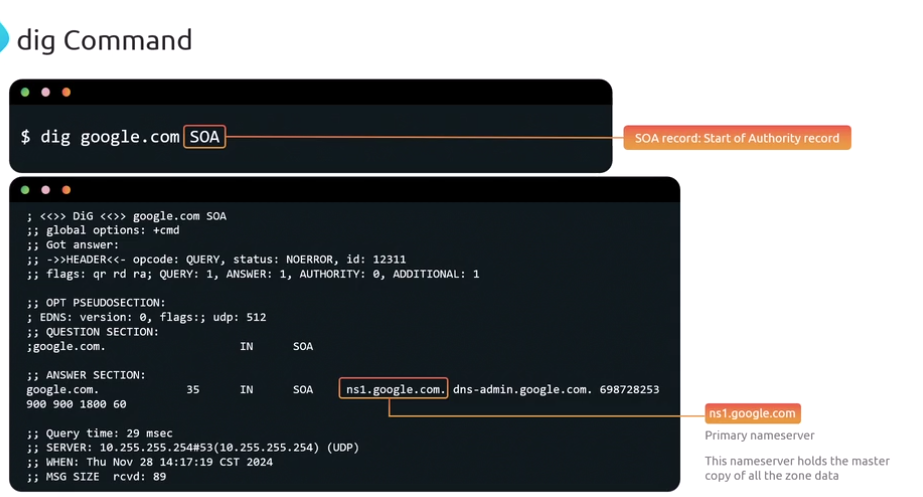 dig Command
$ dig google.com SOA
SOA record: Start of Authority record
; <<>> DiG <<>> google.com SOA
;; global options: +cmd
;; Got answer:
;; ->>HEADER<<- opcode: QUERY, status: NOERROR, id: 12311
;; flags: qr rd ra; QUERY: 1, ANSWER: 1, AUTHORITY: 0, ADDITIONAL: 1
;; OPT PSEUDOSECTION:
; EDNS: version: 0, flags:; udp: 512
;; QUESTION SECTION:
;google.com. IN SOA
;; ANSWER SECTION:
google.com. 35 IN SOA ns1.google.com. dns-admin.google.com. 698728253
900 900 1800 60
;; Query time: 29 msec
;; SERVER: 10.255.255.254#53(10.255.255.254) (UDP)
;; WHEN: Thu Nov 28 14:17:19 CST 2024
;; MSG SIZE rcvd: 89
ns1.google.com
Primary nameserver
This nameserver holds the master
copy of all the zone data